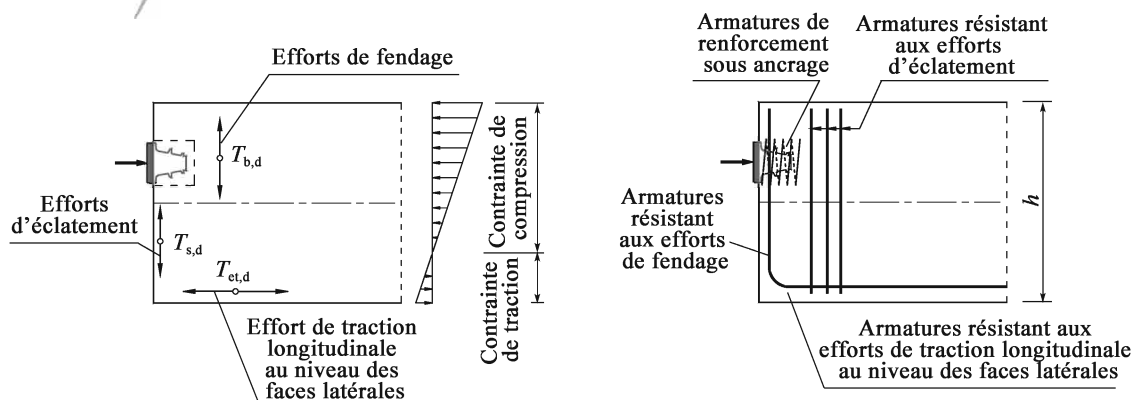 Efforts de fendage
T_b,d
Efforts
d'éclatement
T_s,d
T_et,d
Effort de traction
longitudinale
au niveau des
faces latérales
Contrainte de
compression
Contrainte
de traction
Armatures de
renforcement
sous ancrage
Armatures résistant
aux efforts
d'éclatement
Armatures
résistant
aux efforts
de fendage
h
Armatures résistant aux
efforts de traction longitudinale
au niveau des faces latérales